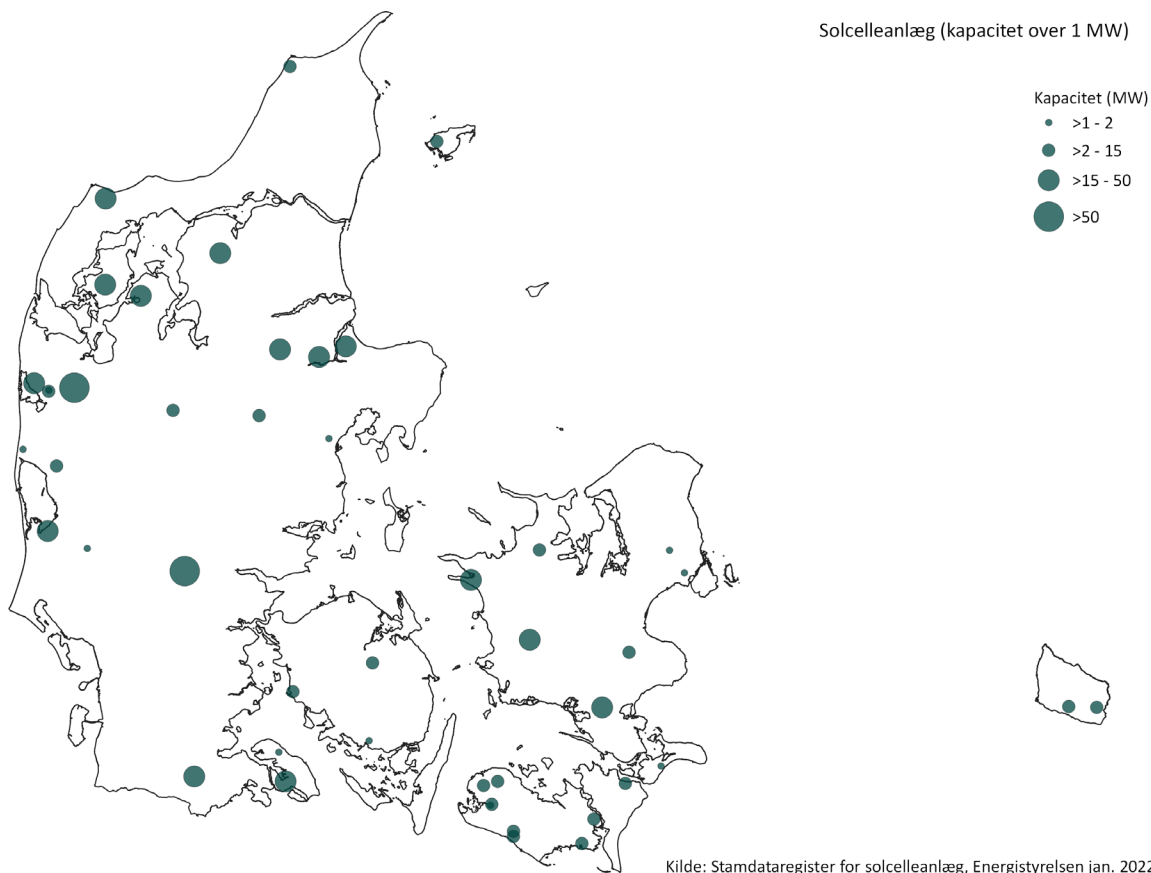 Solcelleanlæg (kapacitet over 1 MW)
Kapacitet (MW)
>1 - 2
>2 - 15
>15 - 50
>50
Kilde: Stamdataregister for solcelleanlæg, Energistyrelsen jan. 2022